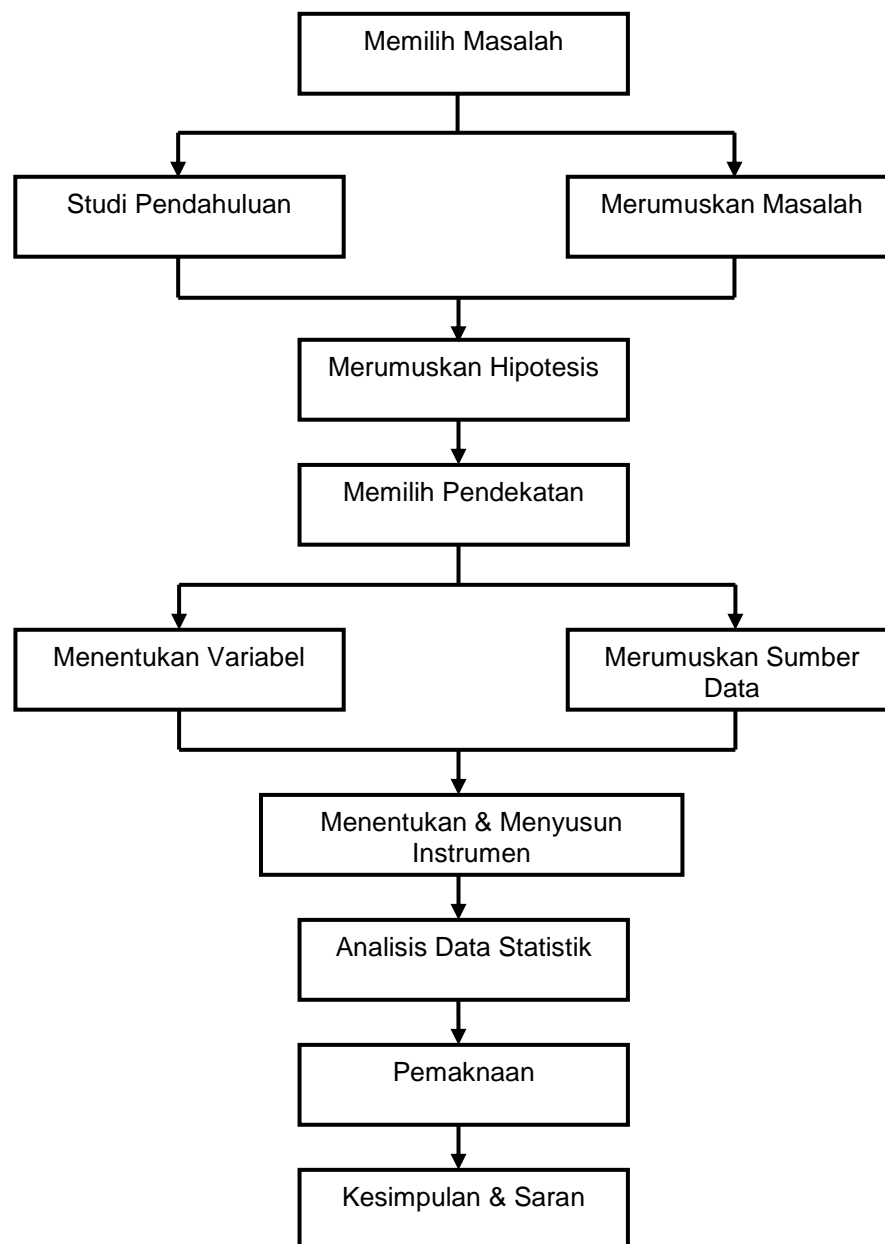 Memilih Masalah
Studi Pendahuluan
Merumuskan Masalah
Merumuskan Hipotesis
Memilih Pendekatan
Menentukan Variabel
Merumuskan Sumber
Data
Menentukan & Menyusun
Instrumen
Analisis Data Statistik
Pemaknaan
Kesimpulan & Saran